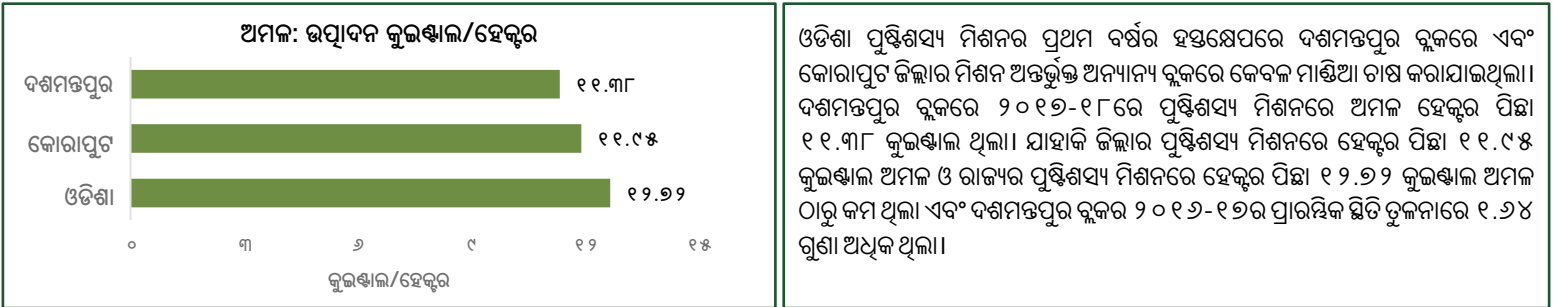 ଅମଳ: ଉତ୍ପାଦନ କୁଇଣ୍ଟାଲ/ହେକ୍ଟର
ଦଶମନ୍ତପୁର ୧୧.୩୮
କୋରାପୁଟ ୧୧.୯୫
ଓଡିଶା ୧୨.୭୨
୦ ୩ ୬ ୯ ୧୨ ୧୫
କୁଇଣ୍ଟାଲ/ହେକ୍ଟର
ଓଡିଶା ପୁଷ୍ଟିଶସ୍ୟ ମିଶନର ପ୍ରଥମ ବର୍ଷର ହସ୍ତକ୍ଷେପରେ ଦଶମନ୍ତପୁର ବ୍ଲକରେ ଏବଂ
କୋରାପୁଟ ଜିଲ୍ଲାର ମିଶନ ଅନ୍ତର୍ଭୁକ୍ତ ଅନ୍ୟାନ୍ୟ ବ୍ଲକରେ କେବଳ ମାଣ୍ଡିଆ ଚାଷ କରାଯାଇଥିଲା।
ଦଶମନ୍ତପୁର ବ୍ଲକରେ ୨୦୧୭-୧୮ରେ ପୁଷ୍ଟିଶସ୍ୟ ମିଶନରେ ଅମଳ ହେକ୍ଟର ପିଛା
୧୧.୩୮ କୁଇଣ୍ଟାଲ ଥିଲା। ଯାହାକି ଜିଲ୍ଲାର ପୁଷ୍ଟିଶସ୍ୟ ମିଶନରେ ହେକ୍ଟର ପିଛା ୧୧.୯୫
କୁଇଣ୍ଟାଲ ଅମଳ ଓ ରାଜ୍ୟର ପୁଷ୍ଟିଶସ୍ୟ ମିଶନରେ ହେକ୍ଟର ପିଛା ୧୨.୭୨ କୁଇଣ୍ଟାଲ ଅମଳ
ଠାରୁ କମ ଥିଲା ଏବଂ ଦଶମନ୍ତପୁର ବ୍ଲକର ୨୦୧୬-୧୭ର ପ୍ରାରମ୍ଭିକ ସ୍ଥିତି ତୁଳନାରେ ୧.୬୪
ଗୁଣା ଅଧିକ ଥିଲା।